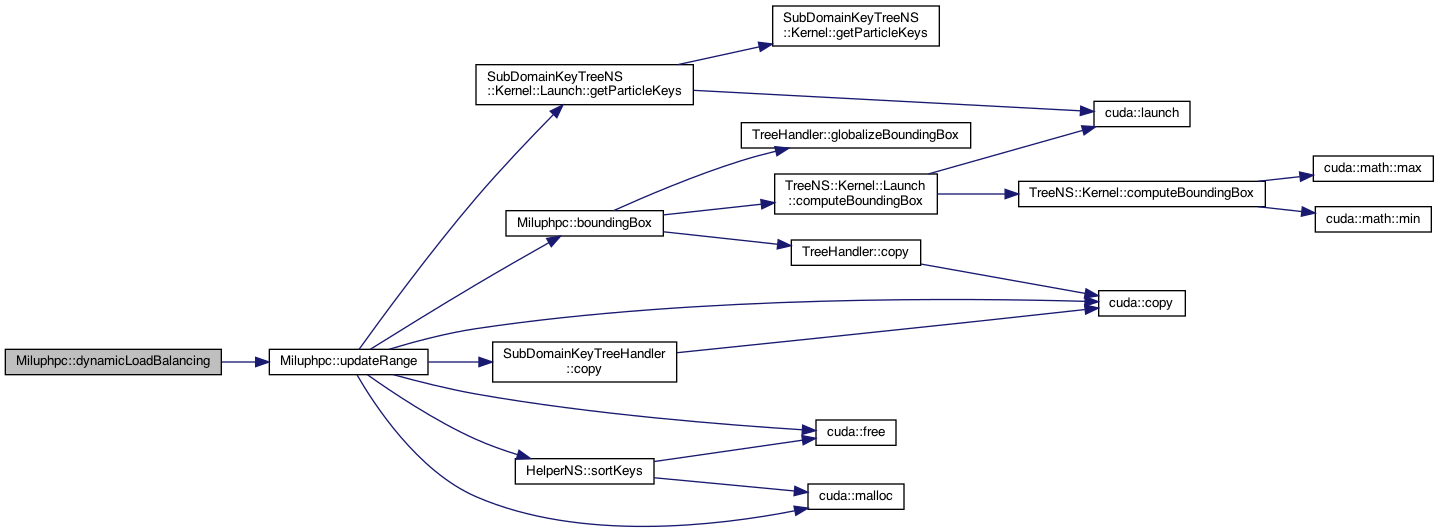 SubDomainKeyTreeNS
::Kernel::getParticleKeys
SubDomainKeyTreeNS
::Kernel::Launch::getParticleKeys
cuda::launch
TreeHandler::globalizeBoundingBox
cuda::math::max
TreeNS::Kernel::Launch
::computeBoundingBox
TreeNS::Kernel::computeBoundingBox
Miluphpc::boundingBox
cuda::math::min
TreeHandler::copy
cuda::copy
Miluphpc::dynamicLoadBalancing
Miluphpc::updateRange
SubDomainKeyTreeHandler
::copy
cuda::free
HelperNS::sortKeys
cuda::malloc